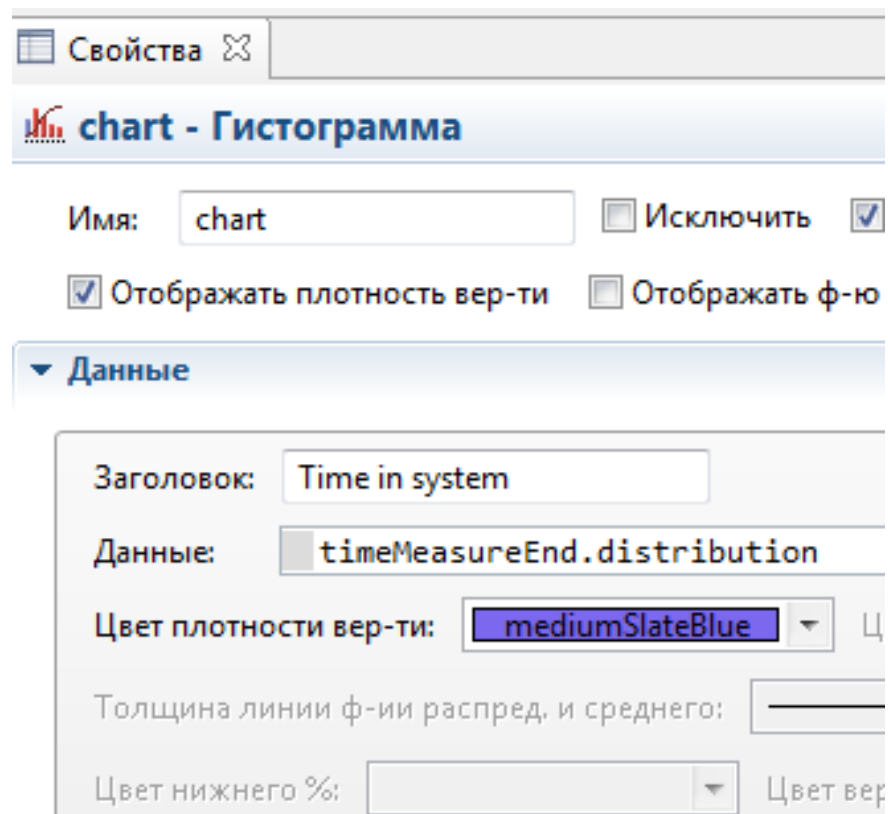 Свойства
chart - Гистограмма
Имя: chart Исключить
Отображать плотность вер-ти Отображать ф-ю
Данные
Заголовок: Time in system
Данные: timeMeasureEnd.distribution
Цвет плотности вер-ти: mediumSlateBlue Ц
Толщина линии ф-ии распред. и среднего:
Цвет нижнего %: Цвет вер